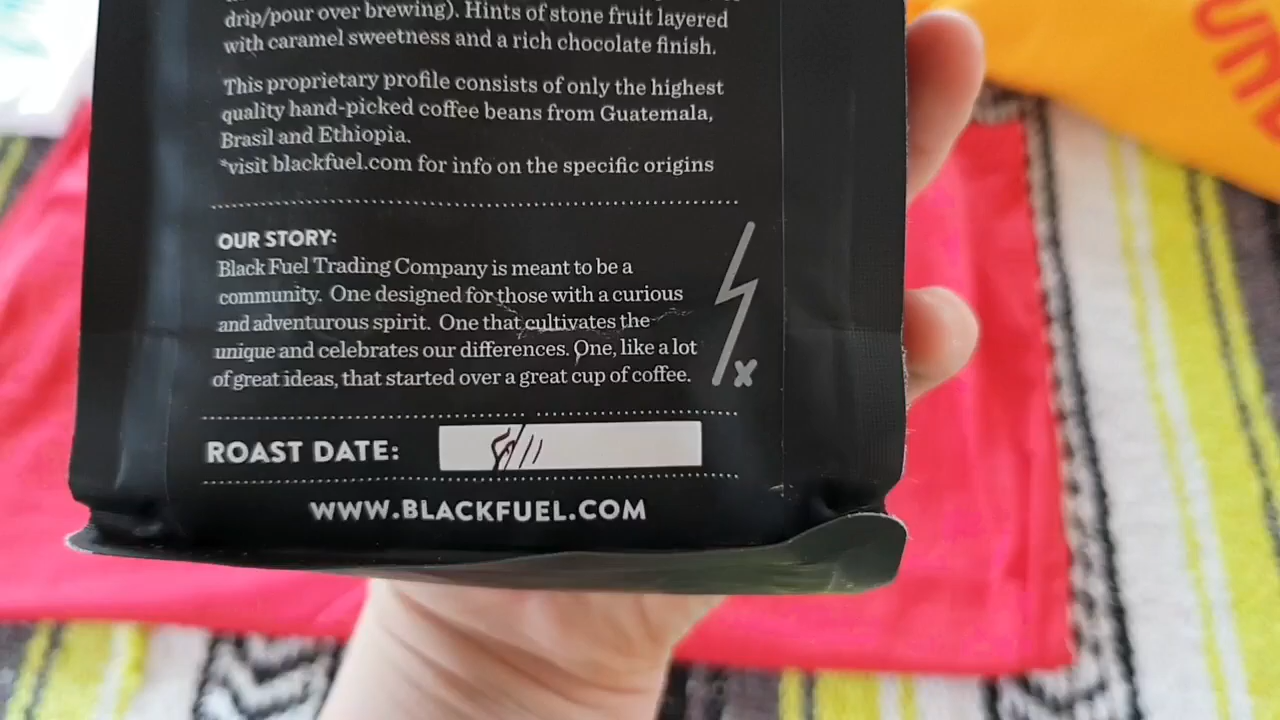 drip/pour over brewing). Hints of stone fruit layered
with caramel sweetness and a rich chocolate finish.
This proprietary profile consists of only the highest
quality hand-picked coffee beans from Guatemala,
Brasil and Ethiopia.
*visit blackfuel.com for info on the specific origins
OUR STORY:
Black Fuel Trading Company is meant to be a
community. One designed for those with a curious
and adventurous spirit. One that cultivates the
unique and celebrates our differences. One, like a lot
of great ideas, that started over a great cup of coffee.
x
ROAST DATE:
WWW.BLACKFUEL.COM